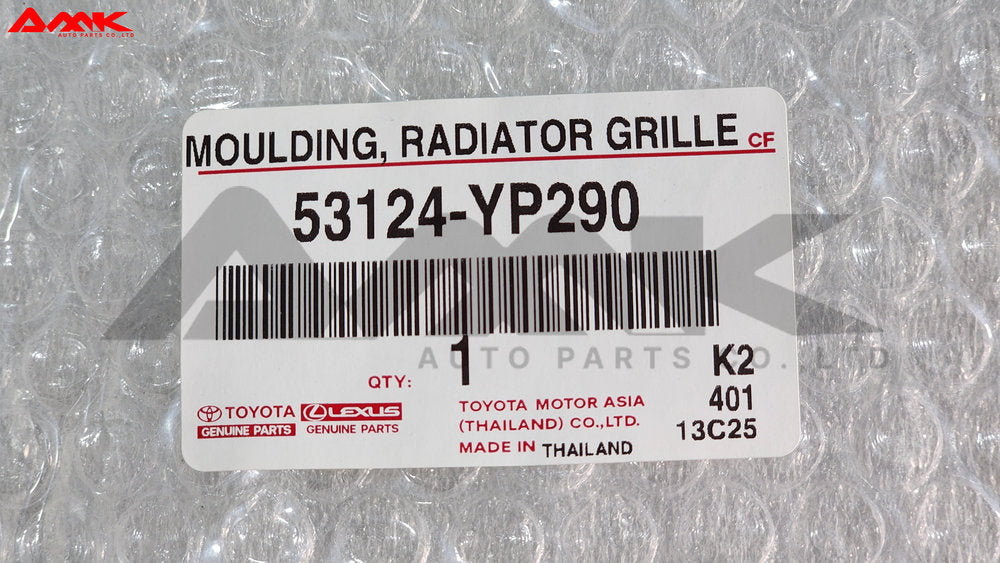 AMK
AUTO PARTS CO.,LTD
MOULDING, RADIATOR GRILLE CF
53124-YP290
AMK
AUTO PARTS CO., LTD
QTY: 1
K2
401
13C25
TOYOTA
GENUINE PARTS
LEXUS
GENUINE PARTS
TOYOTA MOTOR ASIA
(THAILAND) CO.,LTD.
MADE IN THAILAND